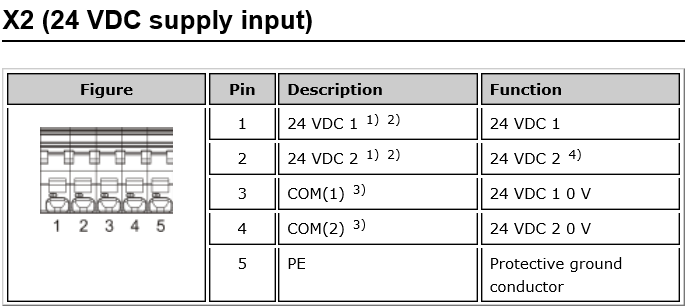 X2 (24 VDC supply input)
Figure Pin Description Function
1 24 VDC 1 1) 2) 24 VDC 1
2 24 VDC 2 1) 2) 24 VDC 2 4)
3 COM(1) 3) 24 VDC 1 0 V
4 COM(2) 3) 24 VDC 2 0 V
1 2 3 4 5
5 PE Protective ground
conductor